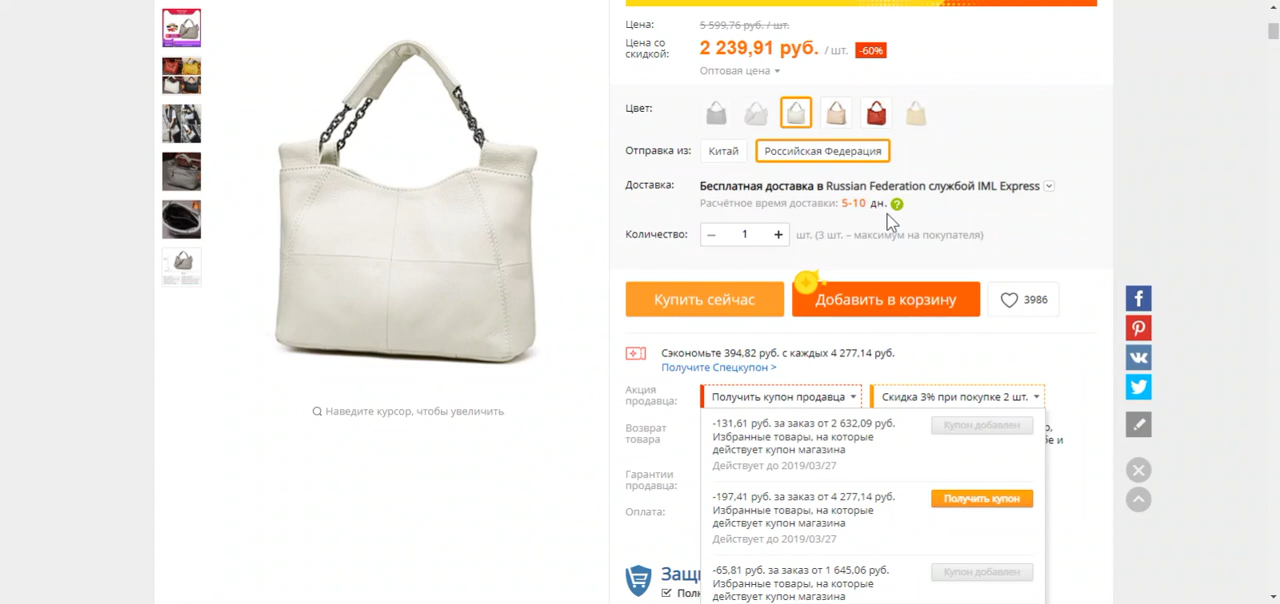 Цена:
5 599,76 руб. / шт.
Цена со
скидкой:
2 239,91 руб. / шт. -60%
Оптовая цена
Цвет:
Отправка из:
Китай
Российская Федерация
Доставка:
Бесплатная доставка в Russian Federation службой IML Express
Расчётное время доставки: 5-10 дн. ?
Количество:
− 1 + шт. (3 шт. – максимум на покупателя)
Купить сейчас
Добавить в корзину
3986
Сэкономьте 394,82 руб. с каждых 4 277,14 руб.
Получите Спецкупон >
Акция
продавца:
Получить купон продавца
Скидка 3% при покупке 2 шт.
Наведите курсор, чтобы увеличить
-131,61 руб. за заказ от 2 632,09 руб.
Избранные товары, на которые
действует купон магазина
Действует до 2019/03/27
Купон добавлен
Возврат
товара
-197,41 руб. за заказ от 4 277,14 руб.
Избранные товары, на которые
действует купон магазина
Действует до 2019/03/27
Получить купон
Гарантии
продавца:
Оплата:
-65,81 руб. за заказ от 1 645,06 руб.
Избранные товары, на которые
действует купон магазина
Купон добавлен